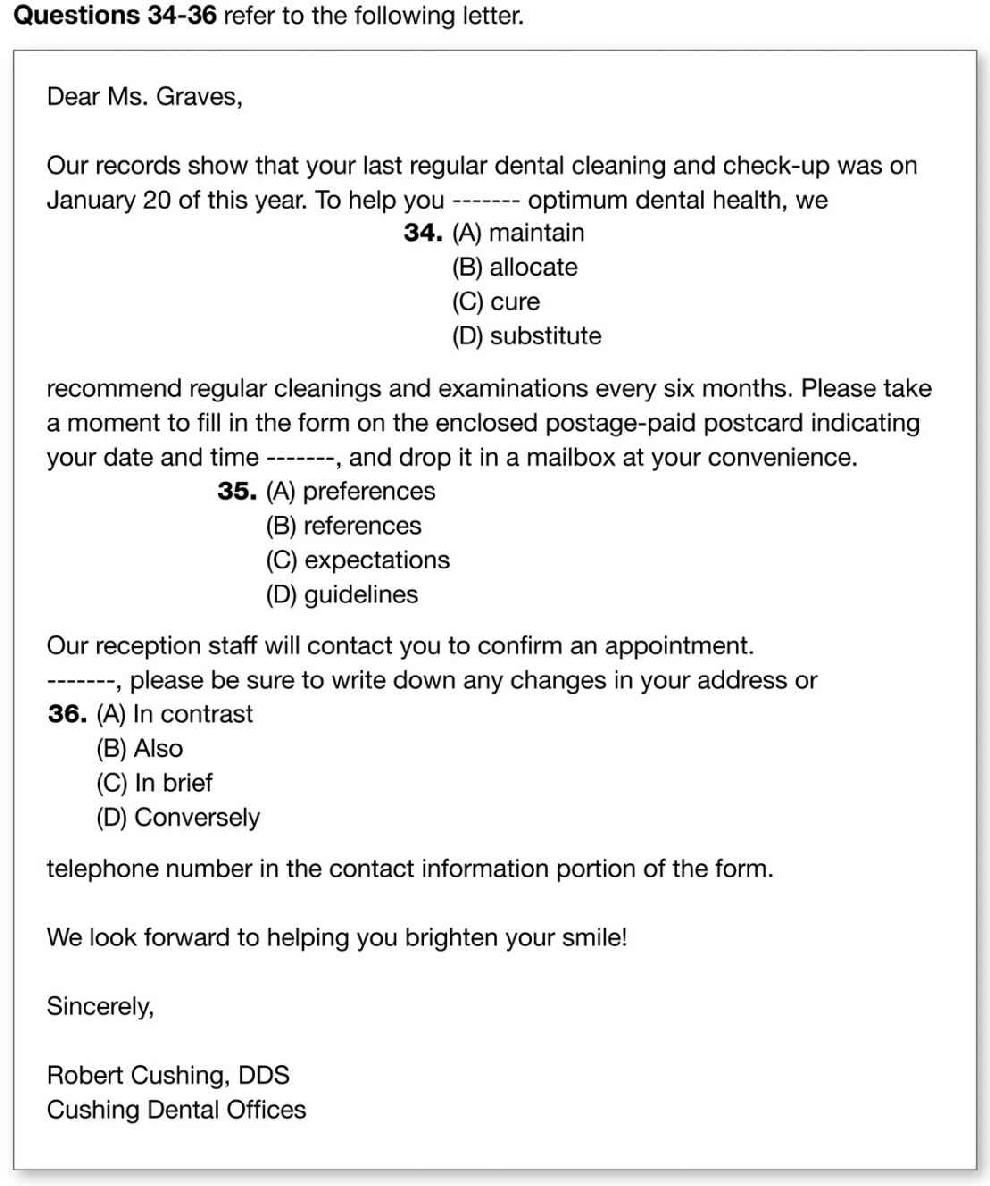 Questions 34-36 refer to the following letter.
Dear Ms. Graves,
Our records show that your last regular dental cleaning and check-up was on
January 20 of this year. To help you ------- optimum dental health, we
34. (A) maintain
(B) allocate
(C) cure
(D) substitute
recommend regular cleanings and examinations every six months. Please take
a moment to fill in the form on the enclosed postage-paid postcard indicating
your date and time -------, and drop it in a mailbox at your convenience.
35. (A) preferences
(B) references
(C) expectations
(D) guidelines
Our reception staff will contact you to confirm an appointment.
-------, please be sure to write down any changes in your address or
36. (A) In contrast
(B) Also
(C) In brief
(D) Conversely
telephone number in the contact information portion of the form.
We look forward to helping you brighten your smile!
Sincerely,
Robert Cushing, DDS
Cushing Dental Offices